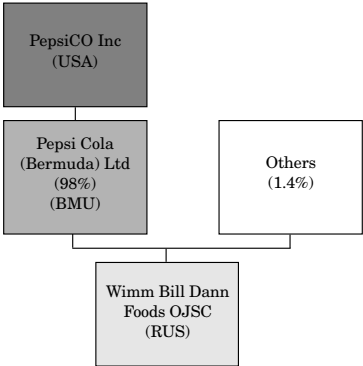 PepsiCO Inc
(USA)
Pepsi Cola
(Bermuda) Ltd
(98%)
(BMU)
Others
(1.4%)
Wimm Bill Dann
Foods OJSC
(RUS)